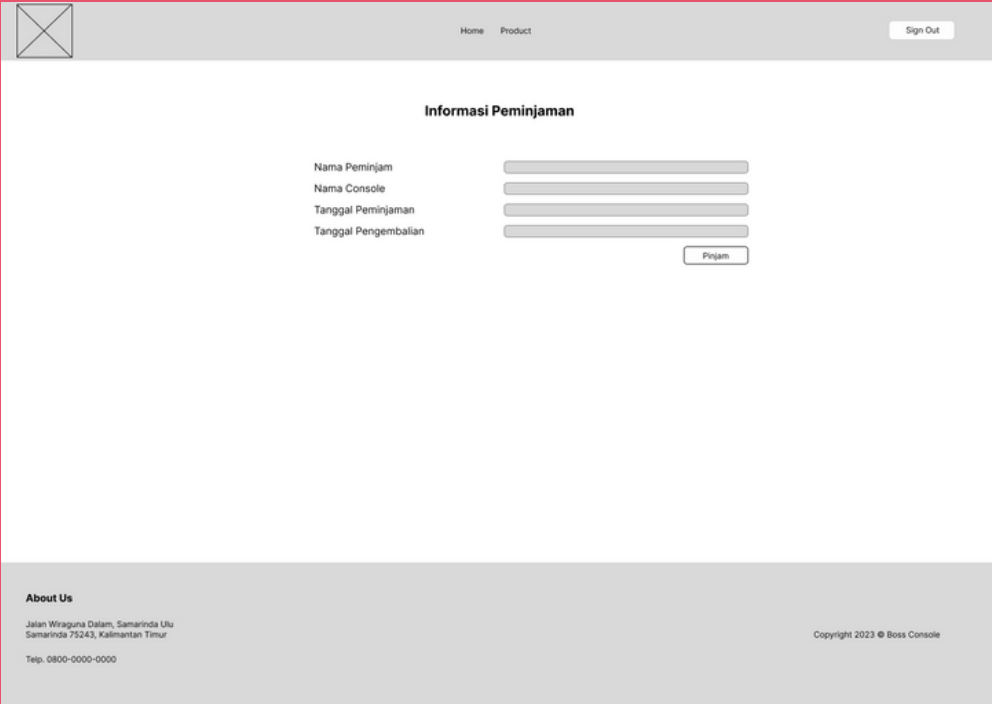 Home Product Sign Out
Informasi Peminjaman
Nama Peminjam
Nama Console
Tanggal Peminjaman
Tanggal Pengembalian
Pinjam
About Us
Jalan Wiraguna Dalam, Samarinda Ulu
Samarinda 75243, Kalimantan Timur
Telp. 0800-0000-0000
Copyright 2023 © Boss Console